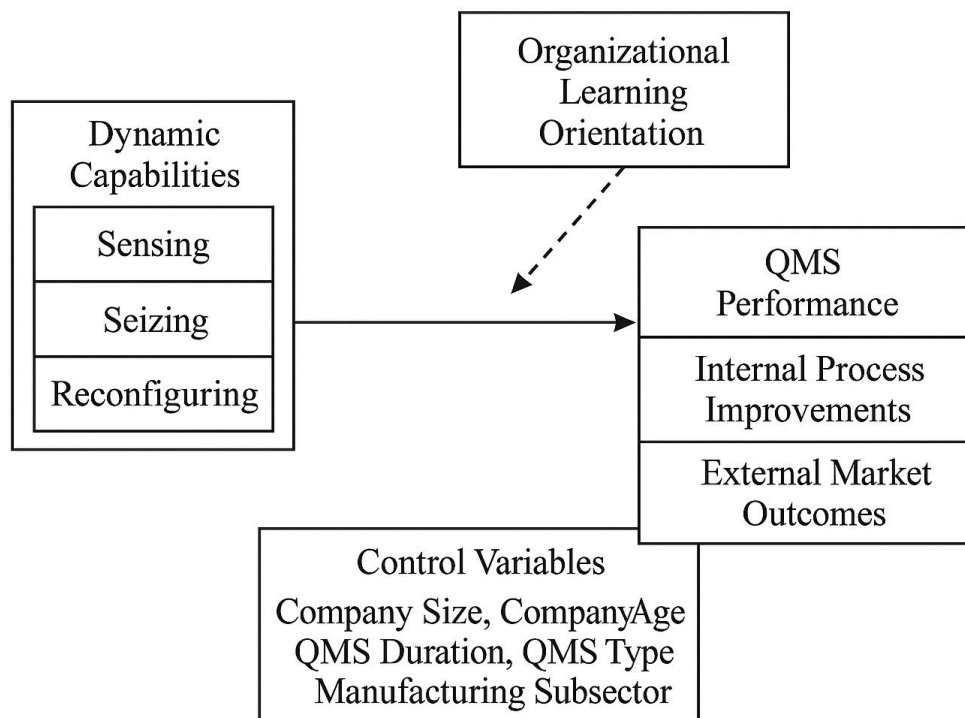 Organizational
Learning
Orientation
Dynamic
Capabilities
Sensing
Seizing
Reconfiguring
QMS
Performance
Internal Process
Improvements
External Market
Outcomes
Control Variables
Company Size, CompanyAge
QMS Duration, QMS Type
Manufacturing Subsector